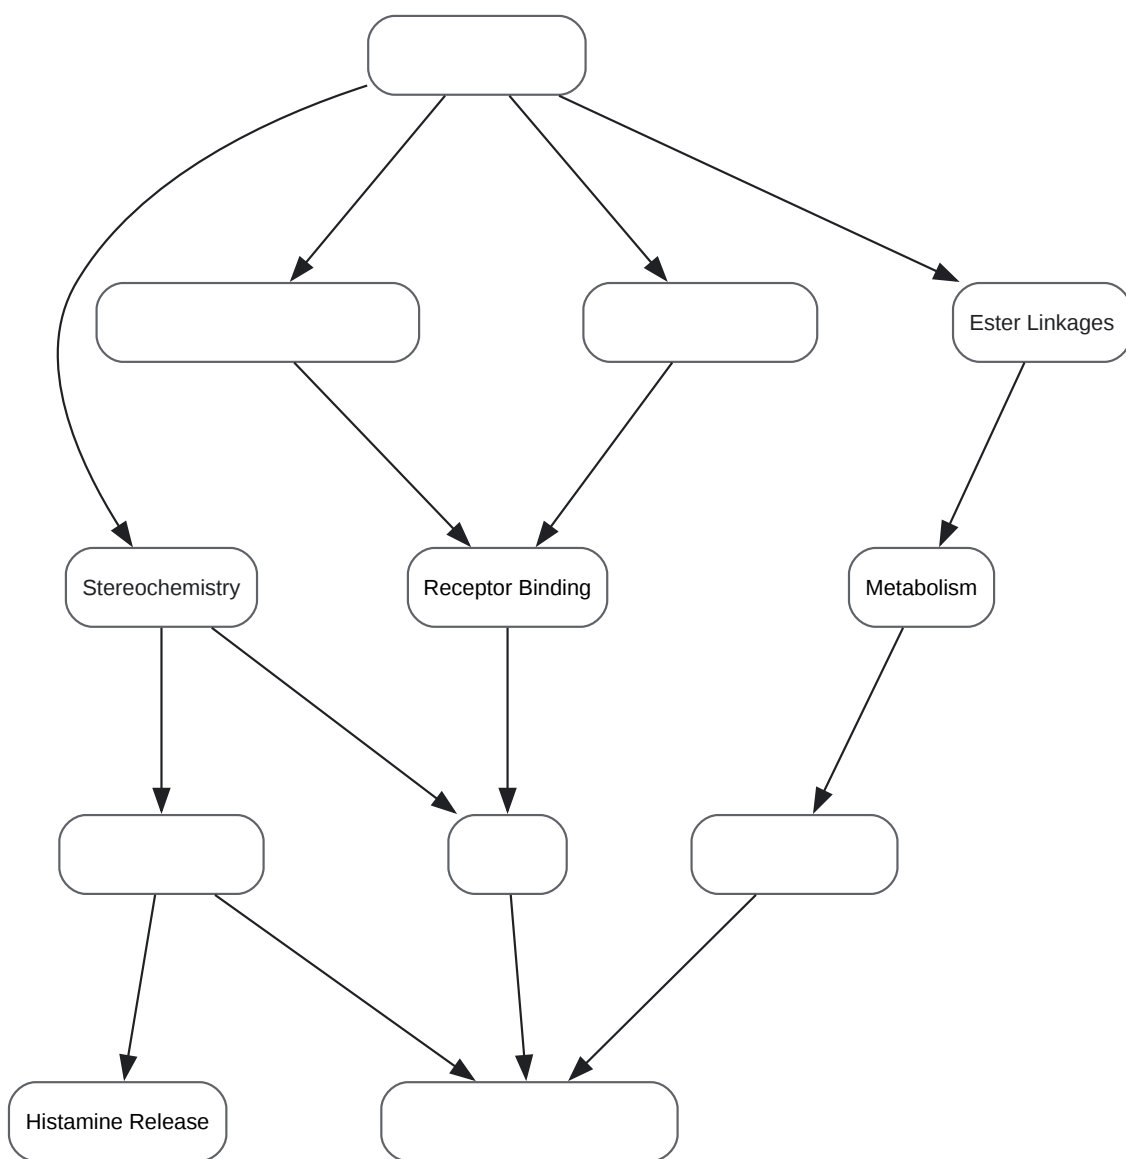 Ester Linkages
Stereochemistry
Receptor Binding
Metabolism
Histamine Release